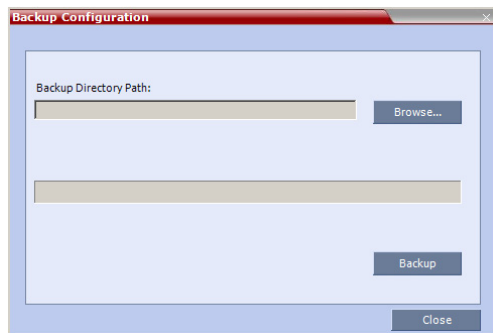 Backup Configuration
Backup Directory Path:
Browse...
Backup
Close